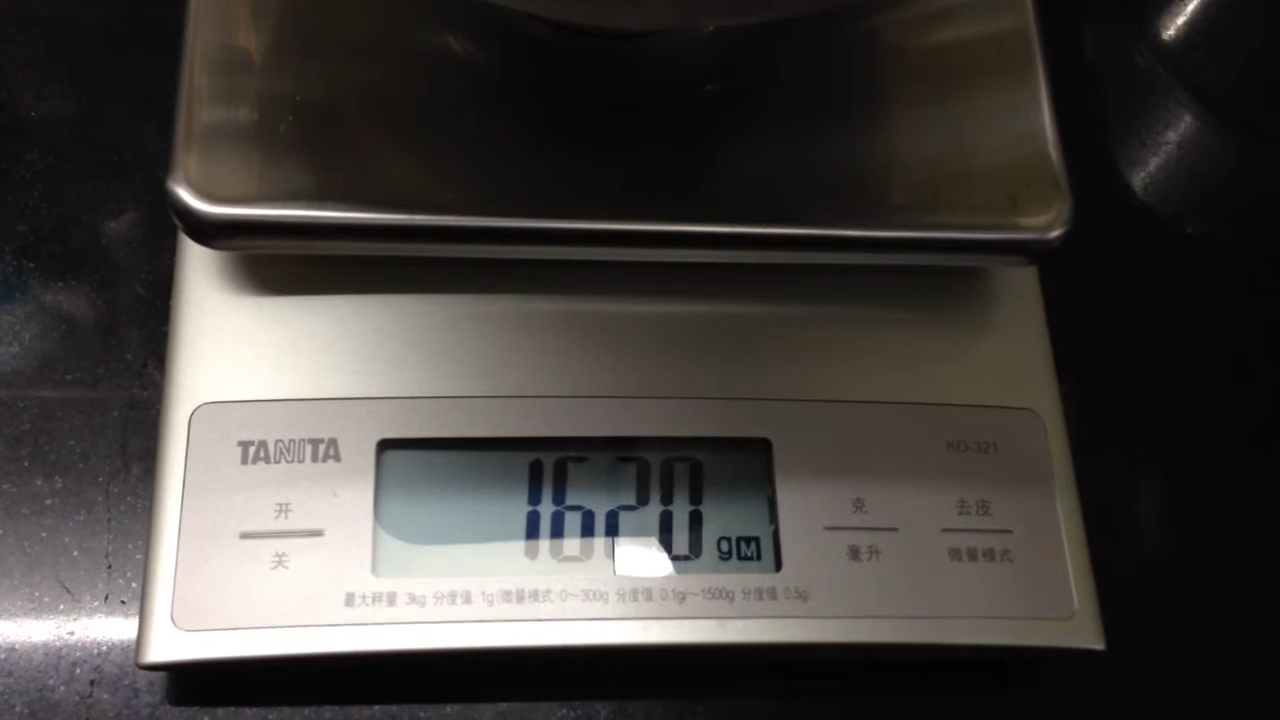 TANITA
KD-321
1620 g M
开
关
克
毫升
去皮
微量模式
最大秤量 3kg 分度值 1g(微量模式:0~300g 分度值 0.1g/~1500g 分度值 0.5g)